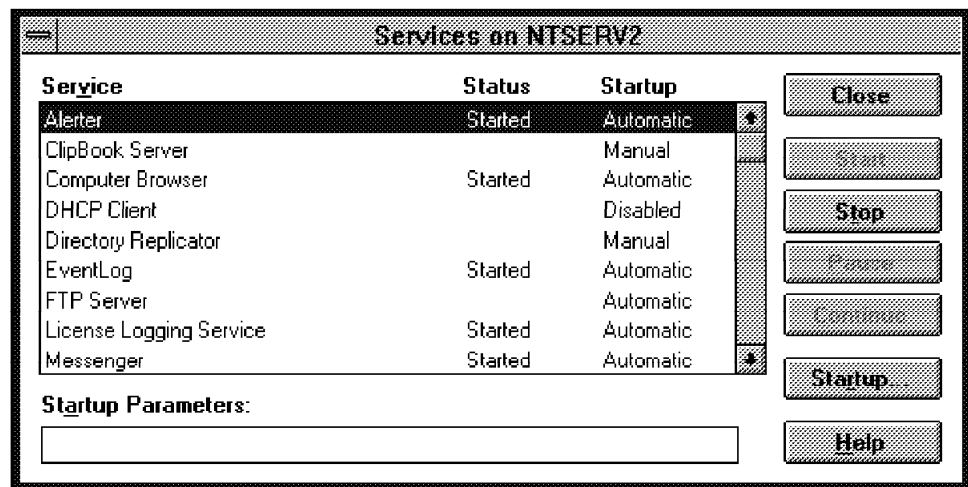 Services on NTSERV2
Service Status Startup
Alerter Started Automatic
ClipBook Server Manual
Computer Browser Started Automatic
DHCP Client Disabled
Directory Replicator Manual
EventLog Started Automatic
FTP Server Automatic
License Logging Service Started Automatic
Messenger Started Automatic
Startup Parameters:
Close
Start
Stop
Pause
Continue
Startup...
Help